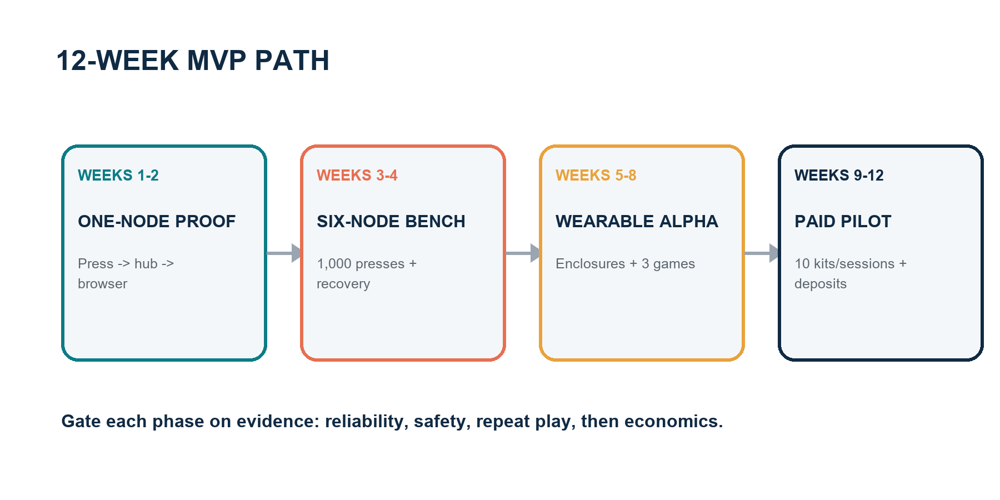 12-WEEK MVP PATH
WEEKS 1-2
ONE-NODE PROOF
Press -> hub ->
browser
WEEKS 3-4
SIX-NODE BENCH
1,000 presses +
recovery
WEEKS 5-8
WEARABLE ALPHA
Enclosures + 3 games
WEEKS 9-12
PAID PILOT
10 kits/sessions +
deposits
Gate each phase on evidence: reliability, safety, repeat play, then economics.